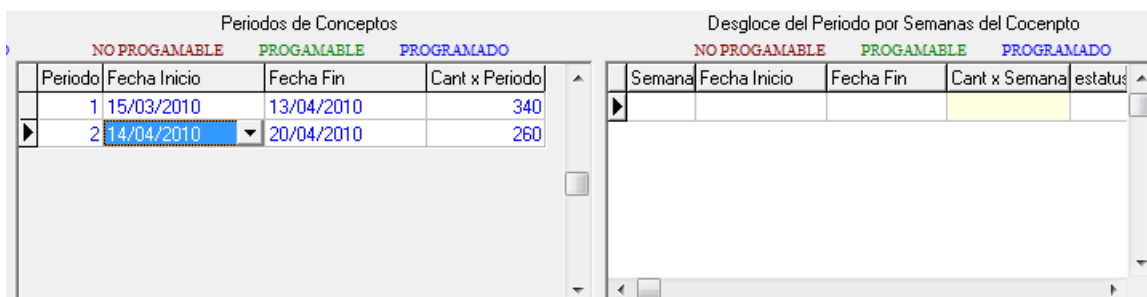 Periodos de Conceptos
NO PROGAMABLE PROGAMABLE PROGRAMADO
Periodo Fecha Inicio Fecha Fin Cant x Periodo
1 15/03/2010 13/04/2010 340
2 14/04/2010 20/04/2010 260
Desgloce del Periodo por Semanas del Cocenpto
NO PROGAMABLE PROGAMABLE PROGRAMADO
Semana Fecha Inicio Fecha Fin Cant x Semana estatus